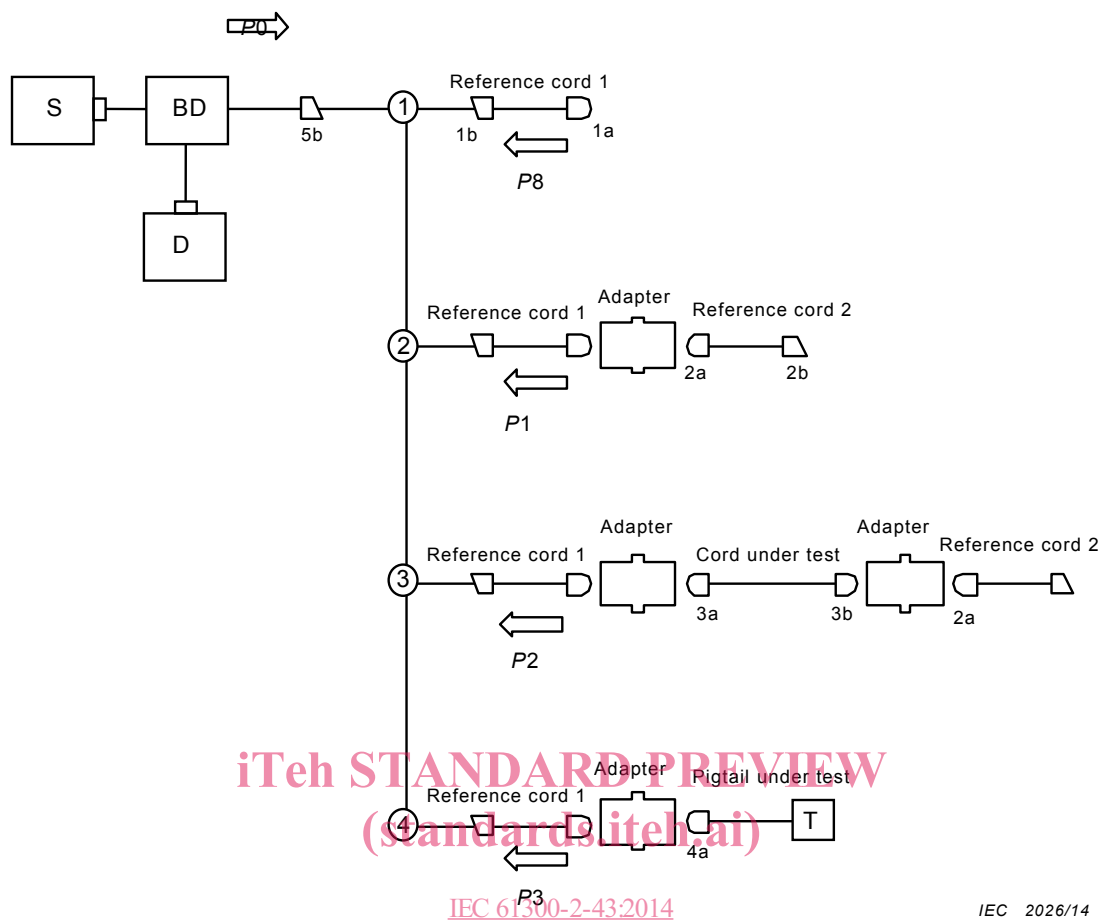 P0
Reference cord 1
S
BD
5b
1
1b
1a
P8
D
Reference cord 1
Adapter
Reference cord 2
2
2a
2b
P1
Adapter
Adapter
Reference cord 1
Cord under test
Reference cord 2
3
3a
3b
2a
P2
iTeh STANDARD PREVIEW
Adapter
Pigtail under test
Reference cord 1
4
(standards.iteh.ai)
T
4a
P3
IEC 61300-2-43:2014
IEC 2026/14